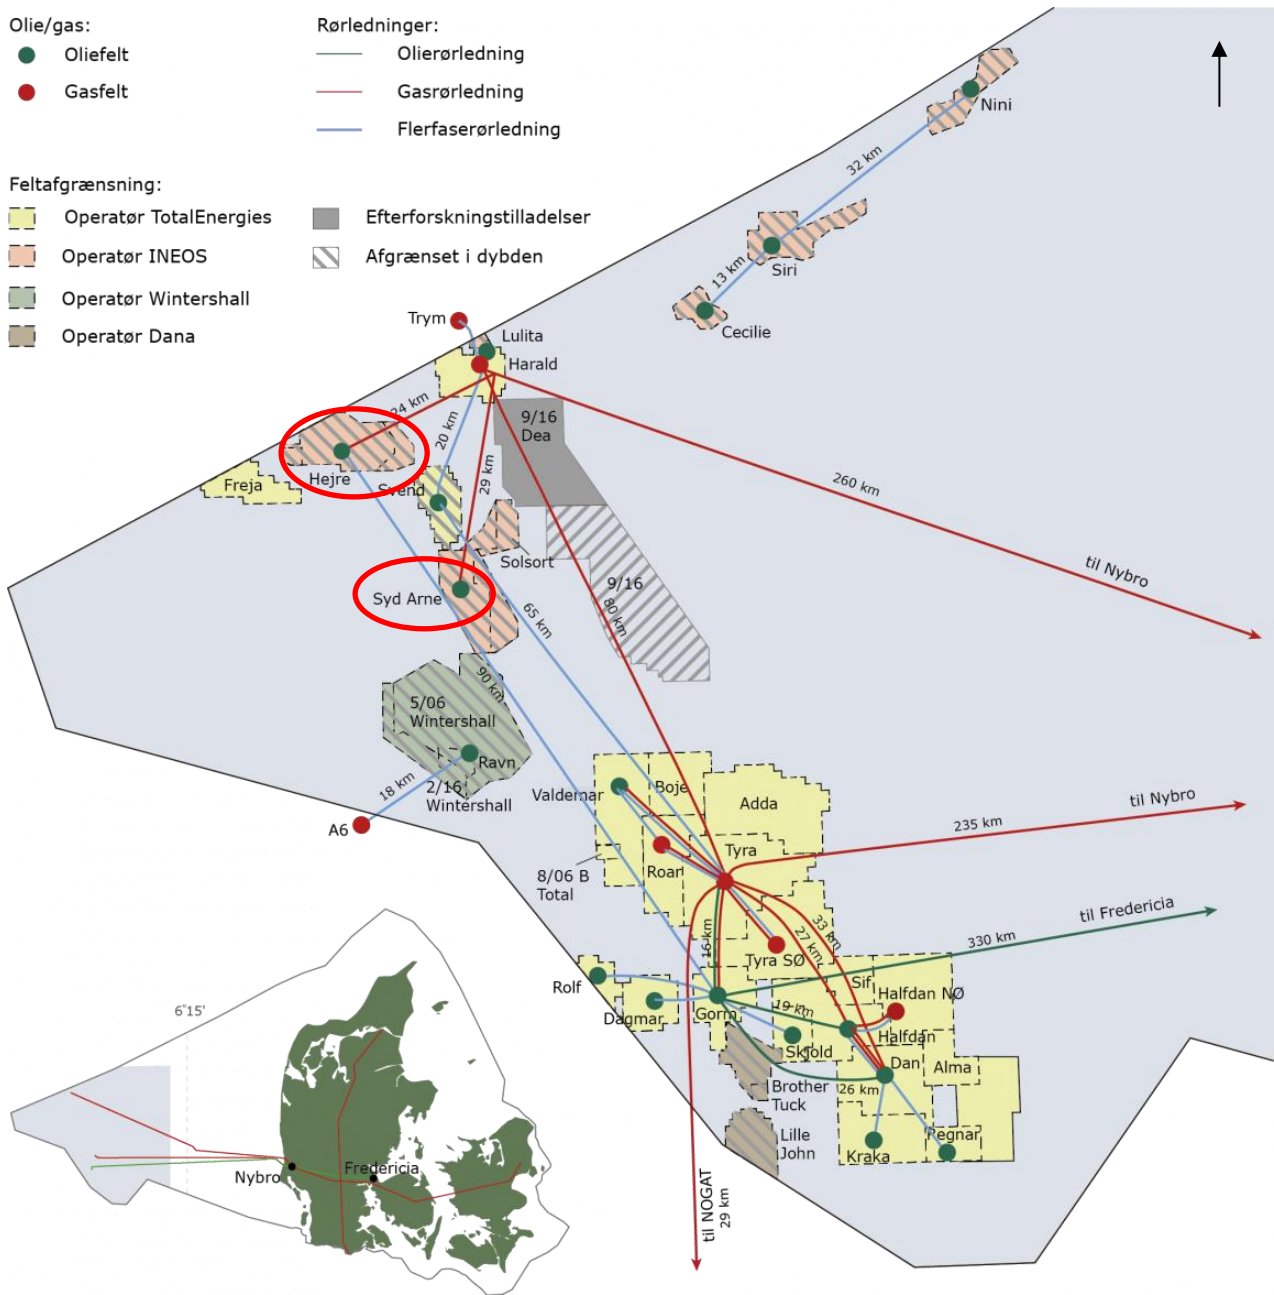 Olie/gas:
Oliefelt
Gasfelt
Rørledninger:
Olierørledning
Gasrørledning
Flerfaserørledning
Feltafgrænsning:
Operatør TotalEnergies
Operatør INEOS
Operatør Wintershall
Operatør Dana
Efterforskningstilladelser
Afgrænset i dybden
Nini
32 km
Siri
13 km
Cecilie
Trym
Lulita
Harald
24 km
20 km
29 km
9/16
Dea
Hejre
Freja
Svend
260 km
til Nybro
Solsort
9/16
Syd Arne
65 km
80 km
90 km
5/06
Wintershall
Ravn
18 km
2/16
Wintershall
A6
Valdemar
Boje
Adda
Tyra
Roar
8/06 B
Total
til Nybro
235 km
til Fredericia
330 km
16 km
27 km
33 km
Tyra SØ
Rolf
Dagmar
Gorm
19 km
Sif
Halfdan NØ
Halfdan
Skjold
Dan
Alma
26 km
Brother
Tuck
Lille
John
Kraka
Regnar
til NOGAT
29 km
6°15'
Nybro
Fredericia